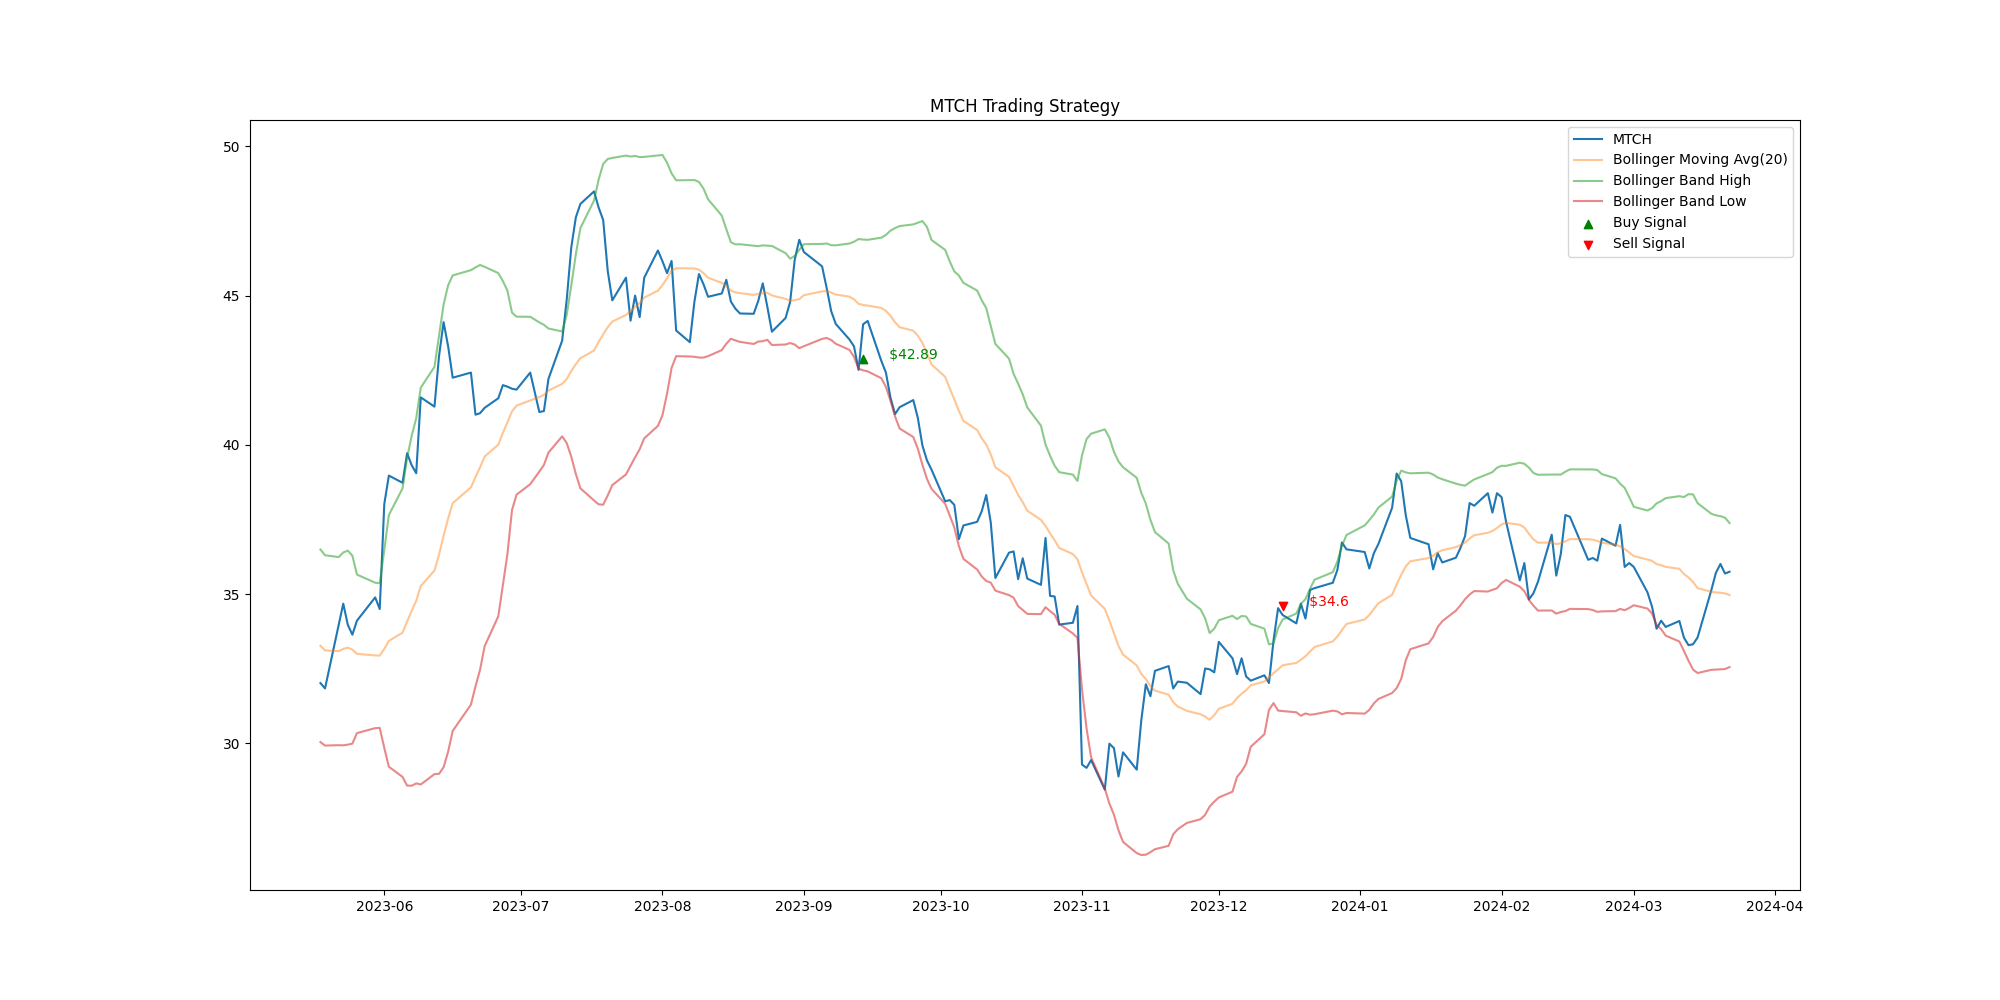 MTCH Trading Strategy
MTCH
Bollinger Moving Avg(20)
Bollinger Band High
Bollinger Band Low
Buy Signal
Sell Signal
50
45
40
35
30
$42.89
$34.6
2023-06
2023-07
2023-08
2023-09
2023-10
2023-11
2023-12
2024-01
2024-02
2024-03
2024-04